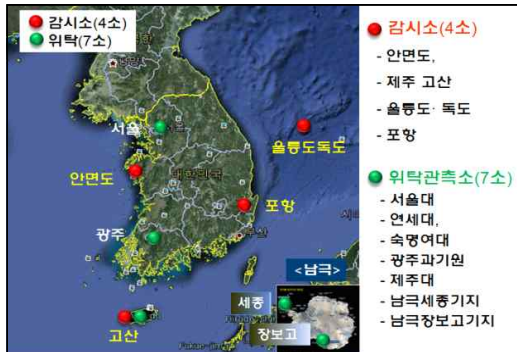 감시소(4소)
위탁(7소)
서울
안면도
광주
고산
울릉도독도
포항
대한민국
<남극>
세종
장보고
감시소(4소)
- 안면도,
- 제주 고산
- 울릉도· 독도
- 포항
위탁관측소(7소)
- 서울대
- 연세대,
- 숙명여대
- 광주과기원
- 제주대
- 남극세종기지
- 남극장보고기지